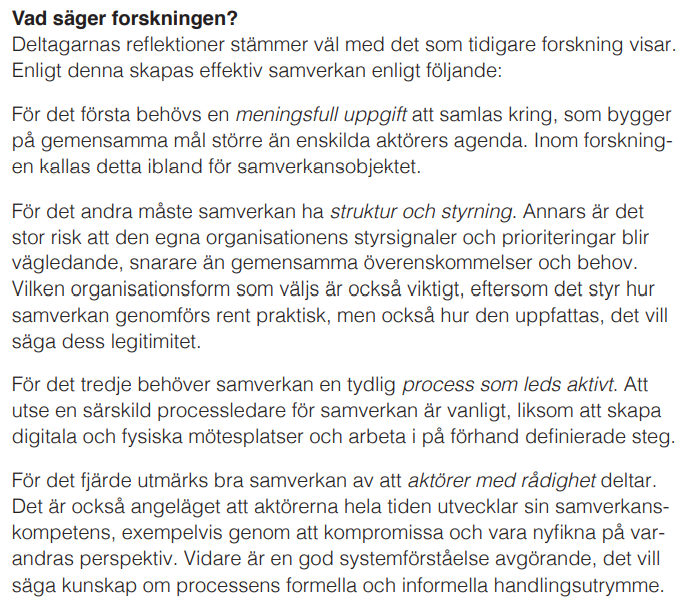 Vad säger forskningen?
Deltagarnas reflektioner stämmer väl med det som tidigare forskning visar.
Enligt denna skapas effektiv samverkan enligt följande:
För det första behövs en meningsfull uppgift att samlas kring, som bygger
på gemensamma mål större än enskilda aktörers agenda. Inom forskning-
en kallas detta ibland för samverkansobjektet.
För det andra måste samverkan ha struktur och styrning. Annars är det
stor risk att den egna organisationens styrsignaler och prioriteringar blir
vägledande, snarare än gemensamma överenskommelser och behov.
Vilken organisationsform som väljs är också viktigt, eftersom det styr hur
samverkan genomförs rent praktisk, men också hur den uppfattas, det vill
säga dess legitimitet.
För det tredje behöver samverkan en tydlig process som leds aktivt. Att
utse en särskild processledare för samverkan är vanligt, liksom att skapa
digitala och fysiska mötesplatser och arbeta i på förhand definierade steg.
För det fjärde utmärks bra samverkan av att aktörer med rådighet deltar.
Det är också angeläget att aktörerna hela tiden utvecklar sin samverkans-
kompetens, exempelvis genom att kompromissa och vara nyfikna på var-
andras perspektiv. Vidare är en god systemförståelse avgörande, det vill
säga kunskap om processens formella och informella handlingsutrymme.